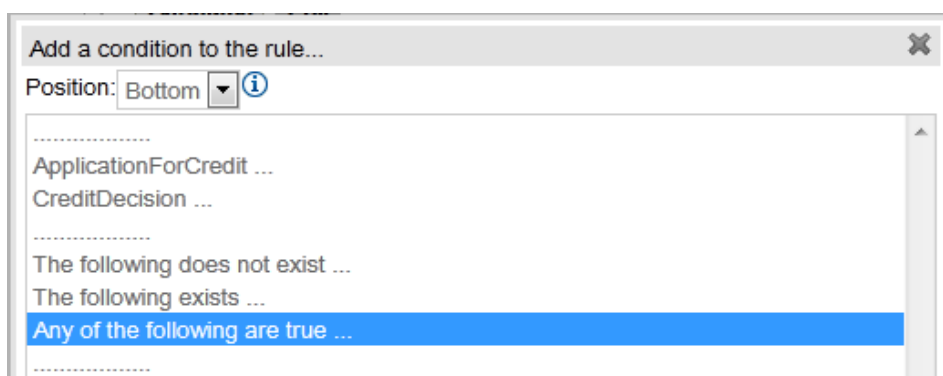 Add a condition to the rule...
Position: Bottom
..................
ApplicationForCredit ...
CreditDecision ...
..................
The following does not exist ...
The following exists ...
Any of the following are true ...
..................